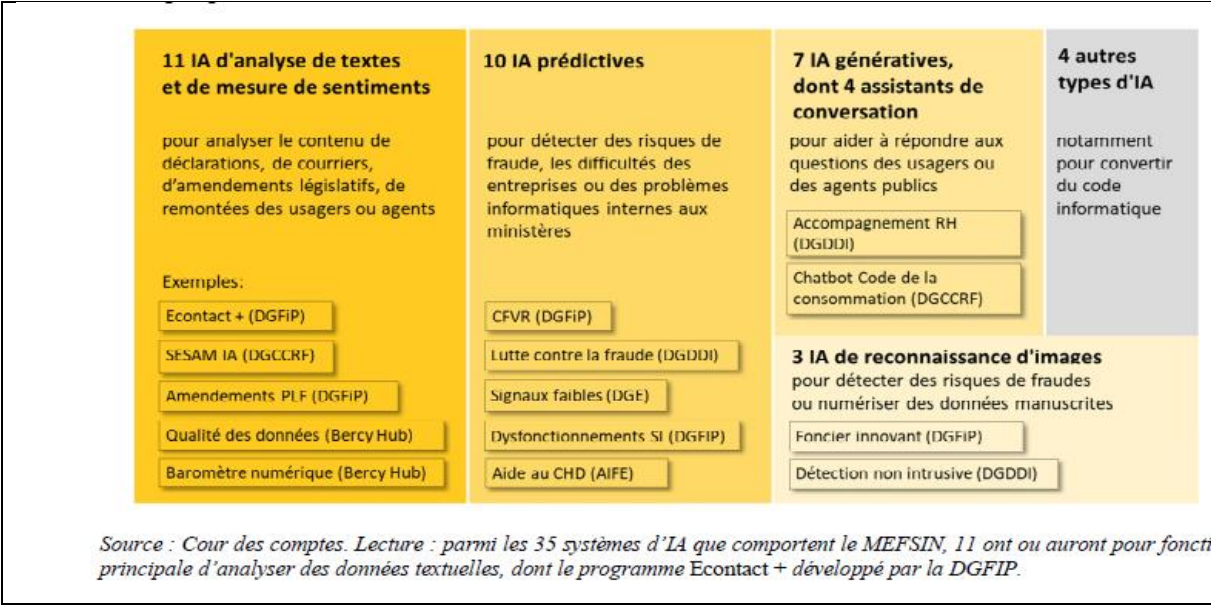 11 IA d'analyse de textes
et de mesure de sentiments
pour analyser le contenu de
déclarations, de courriers,
d'amendements législatifs, de
remontées des usagers ou agents
Exemples:
Econtact + (DGFiP)
SESAM IA (DGCCRF)
Amendements PLF (DGFiP)
Qualité des données (Bercy Hub)
Baromètre numérique (Bercy Hub)
10 IA prédictives
pour détecter des risques de
fraude, les difficultés des
entreprises ou des problèmes
informatiques internes aux
ministères
CFVR (DGFiP)
Lutte contre la fraude (DGDDI)
Signaux faibles (DGE)
Dysfonctionnements SI (DGFIP)
Aide au CHD (AIFE)
7 IA génératives,
dont 4 assistants de
conversation
pour aider à répondre aux
questions des usagers ou
des agents publics
Accompagnement RH
(DGDDI)
Chatbot Code de la
consommation (DGCCRF)
4 autres
types d'IA
notamment
pour convertir
du code
informatique
3 IA de reconnaissance d'images
pour détecter des risques de fraudes
ou numériser des données manuscrites
Foncier innovant (DGFiP)
Détection non intrusive (DGDDI)
Source : Cour des comptes. Lecture : parmi les 35 systèmes d'IA que comportent le MEFSIN, 11 ont ou auront pour foncti
principale d'analyser des données textuelles, dont le programme Econtact + développé par la DGFIP.